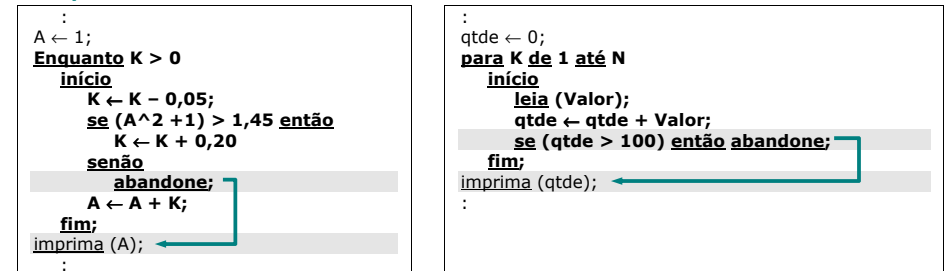 :
A ← 1;
Enquanto K > 0
início
K ← K – 0,05;
se (A^2 +1) > 1,45 então
K ← K + 0,20
senão
abandone;
A ← A + K;
fim;
imprima (A);
:
:
qtde ← 0;
para K de 1 até N
início
leia (Valor);
qtde ← qtde + Valor;
se (qtde > 100) então abandone;
fim;
imprima (qtde);
: